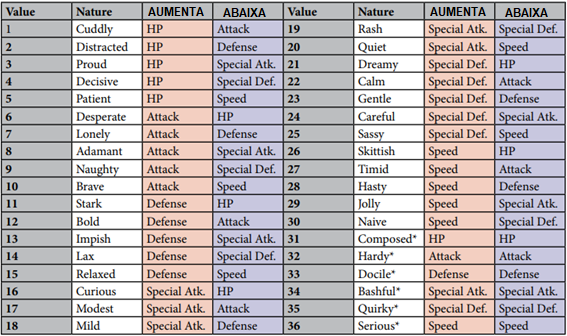 Value Nature AUMENTA ABAIXA Value Nature AUMENTA ABAIXA
1 Cuddly HP Attack 19 Rash Special Atk. Special Def.
2 Distracted HP Defense 20 Quiet Special Atk. Speed
3 Proud HP Special Atk. 21 Dreamy Special Def. HP
4 Decisive HP Special Def. 22 Calm Special Def. Attack
5 Patient HP Speed 23 Gentle Special Def. Defense
6 Desperate Attack HP 24 Careful Special Def. Special Atk.
7 Lonely Attack Defense 25 Sassy Special Def. Speed
8 Adamant Attack Special Atk. 26 Skittish Speed HP
9 Naughty Attack Special Def. 27 Timid Speed Attack
10 Brave Attack Speed 28 Hasty Speed Defense
11 Stark Defense HP 29 Jolly Speed Special Atk.
12 Bold Defense Attack 30 Naive Speed Special Def.
13 Impish Defense Special Atk. 31 Composed* HP HP
14 Lax Defense Special Def. 32 Hardy* Attack Attack
15 Relaxed Defense Speed 33 Docile* Defense Defense
16 Curious Special Atk. HP 34 Bashful* Special Atk. Special Atk.
17 Modest Special Atk. Attack 35 Quirky* Special Def. Special Def.
18 Mild Special Atk. Defense 36 Serious* Speed Speed